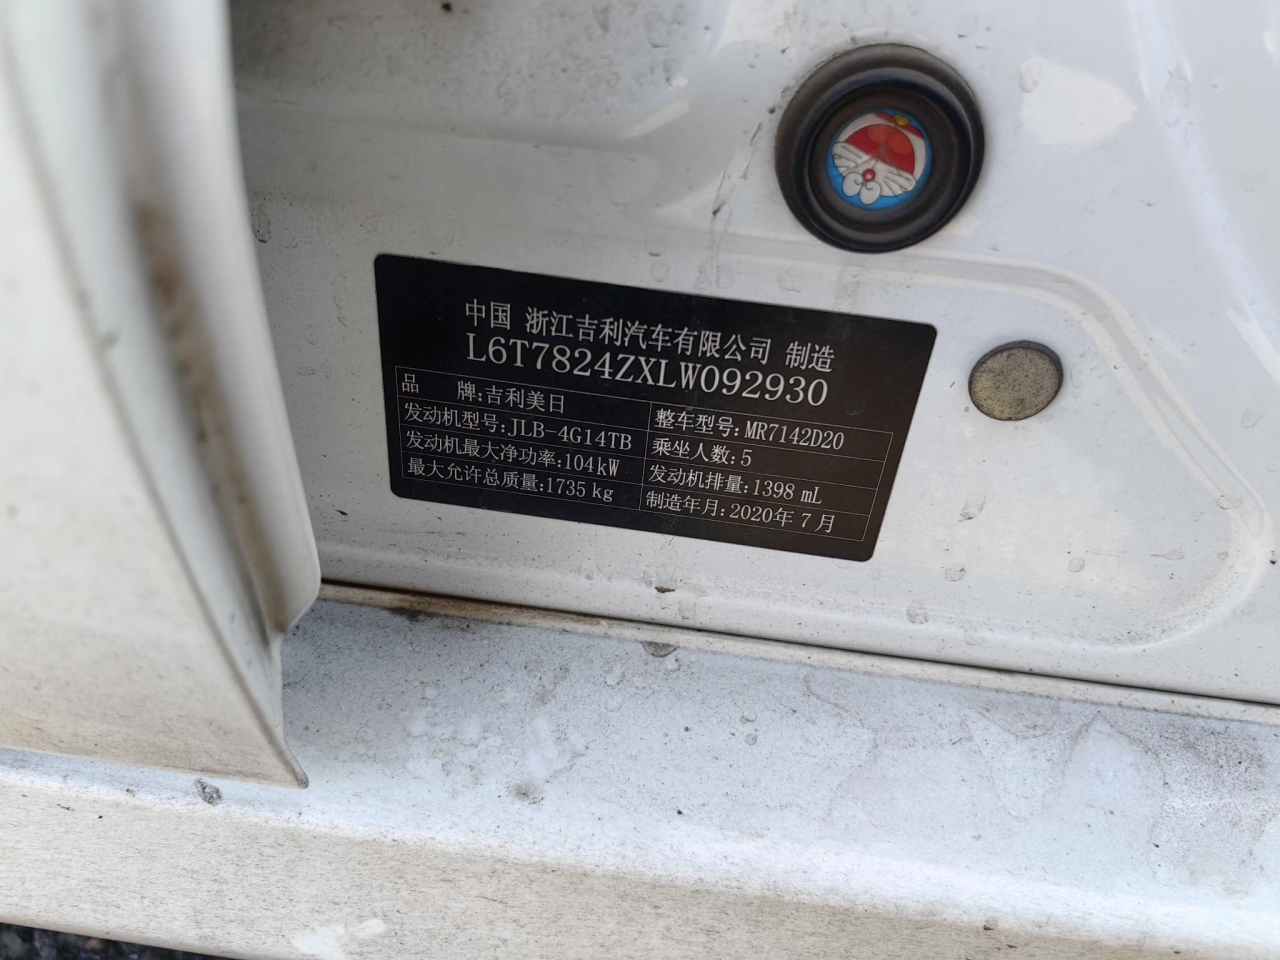 中国 浙江吉利汽车有限公司 制造
L6T7824ZXLW092930
品 牌:吉利美日
整车型号:MR7142D20
发动机型号:JLB-4G14TB
乘坐人数:5
发动机最大净功率:104kW
发动机排量:1398 mL
最大允许总质量:1735 kg
制造年月:2020年7月